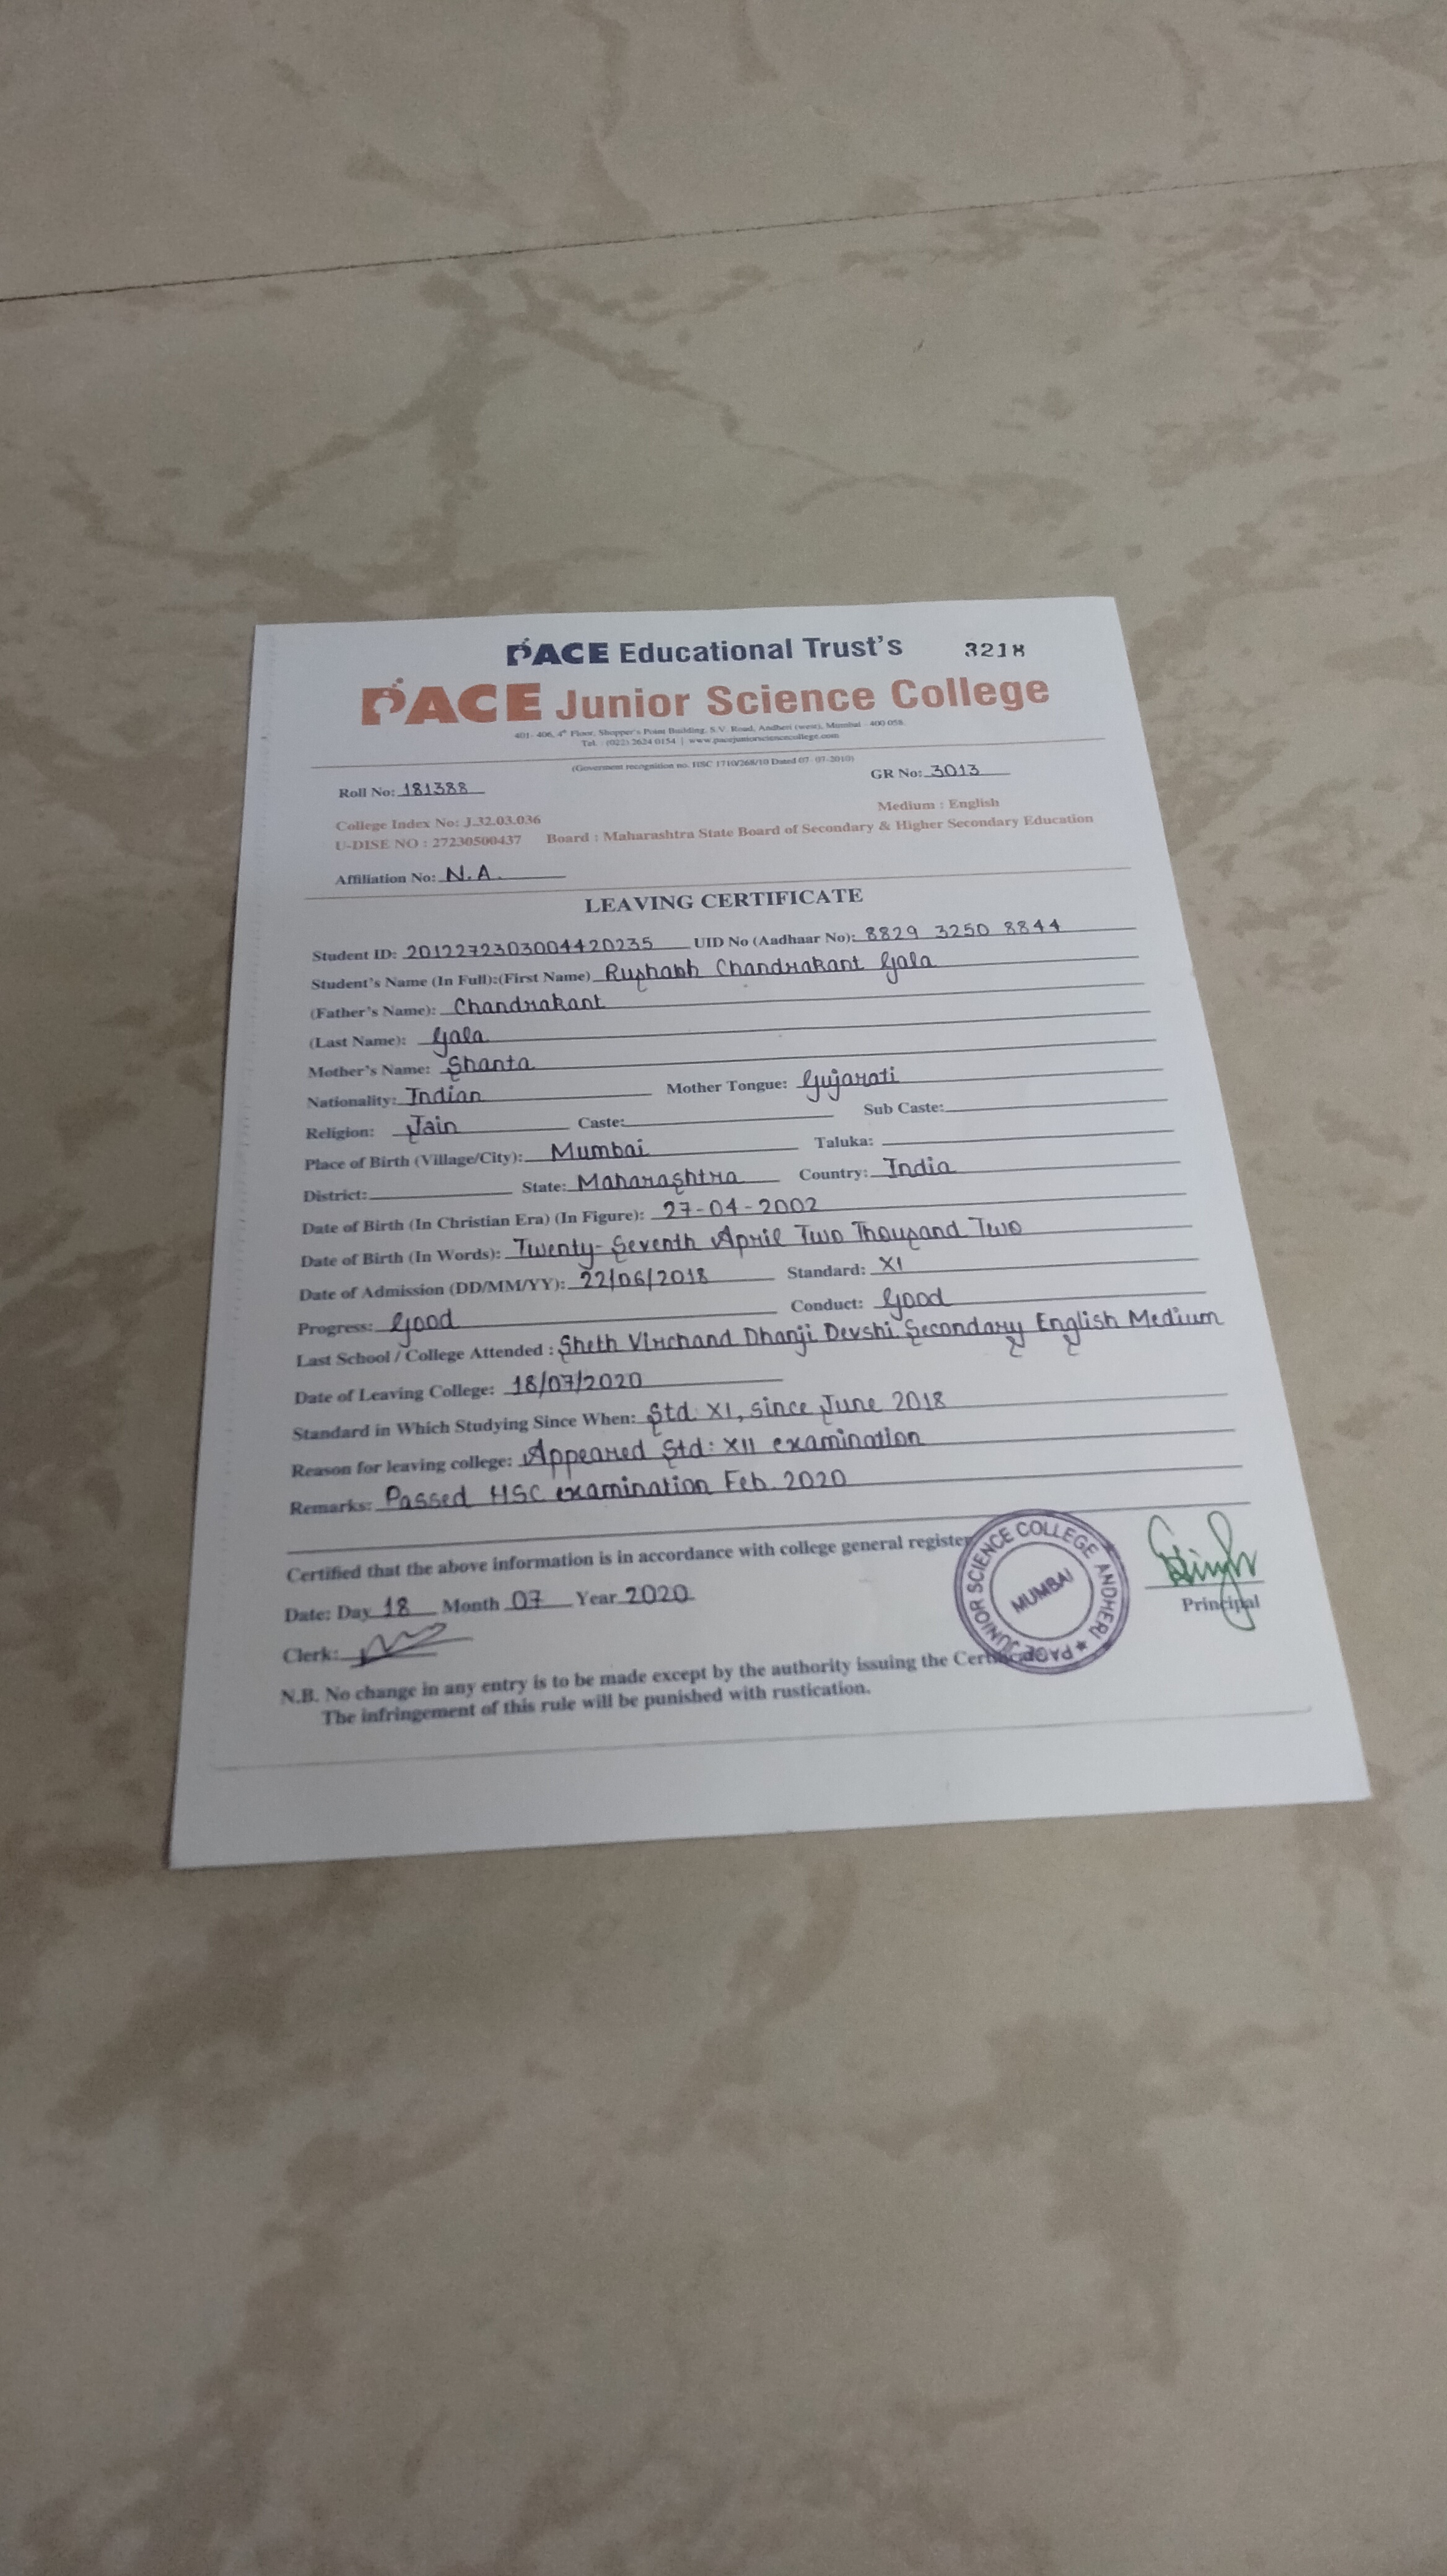 PACE Educational Trust's 3218
PACE Junior Science College
401- 406, 4th Floor, Shopper's Point Building, S.V. Road, Andheri (west), Mumbai - 400 058.
Tel. : (022) 2624 0154 | www.pacejuniorsciencecollege.com
(Goverment recognition no. HSC 1710/268/10 Dated 07-07-2010)
Roll No: 181388 GR No: 3013
College Index No: J.32.03.036 Medium : English
U-DISE NO : 27230500437 Board : Maharashtra State Board of Secondary & Higher Secondary Education
Affiliation No: N.A.
LEAVING CERTIFICATE
Student ID: 2012272303004420235 UID No (Aadhaar No): 8829 3250 8844
Student's Name (In Full):(First Name) Rushabh Chandrakant Gala
(Father's Name): Chandrakant
(Last Name): Gala
Mother's Name: Shanta
Nationality: Indian Mother Tongue: Gujarati
Religion: Jain Caste: Sub Caste:
Place of Birth (Village/City): Mumbai Taluka:
District: State: Maharashtra Country: India
Date of Birth (In Christian Era) (In Figure): 27-04-2002
Date of Birth (In Words): Twenty-Seventh April Two Thousand Two
Date of Admission (DD/MM/YY): 22/06/2018 Standard: XI
Progress: Good Conduct: Good
Last School / College Attended : Sheth Virchand Dhanji Devshi Secondary English Medium
Date of Leaving College: 18/07/2020
Standard in Which Studying Since When: Std. XI, since June 2018
Reason for leaving college: Appeared Std: XII examination
Remarks: Passed HSC examination Feb. 2020
Certified that the above information is in accordance with college general register
Date: Day 18 Month 07 Year 2020
Clerk:
Principal
PACE JUNIOR SCIENCE COLLEGE ANDHERI ★
MUMBAI
N.B. No change in any entry is to be made except by the authority issuing the Certificate.
The infringement of this rule will be punished with rustication.